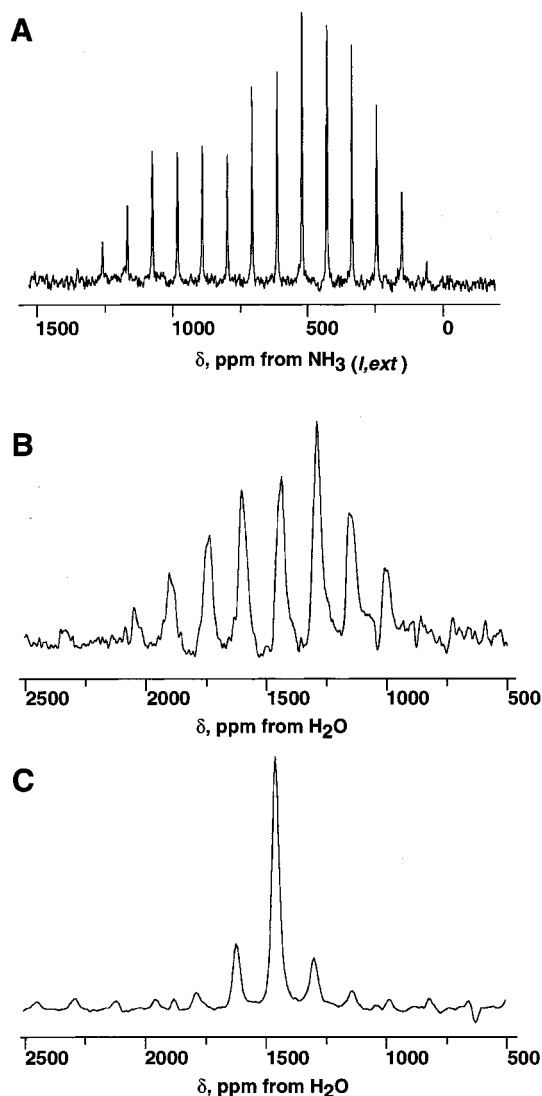 A
1500 1000 500 0
δ, ppm from NH3 (l,ext)
B
2500 2000 1500 1000 500
δ, ppm from H2O
C
2500 2000 1500 1000 500
δ, ppm from H2O